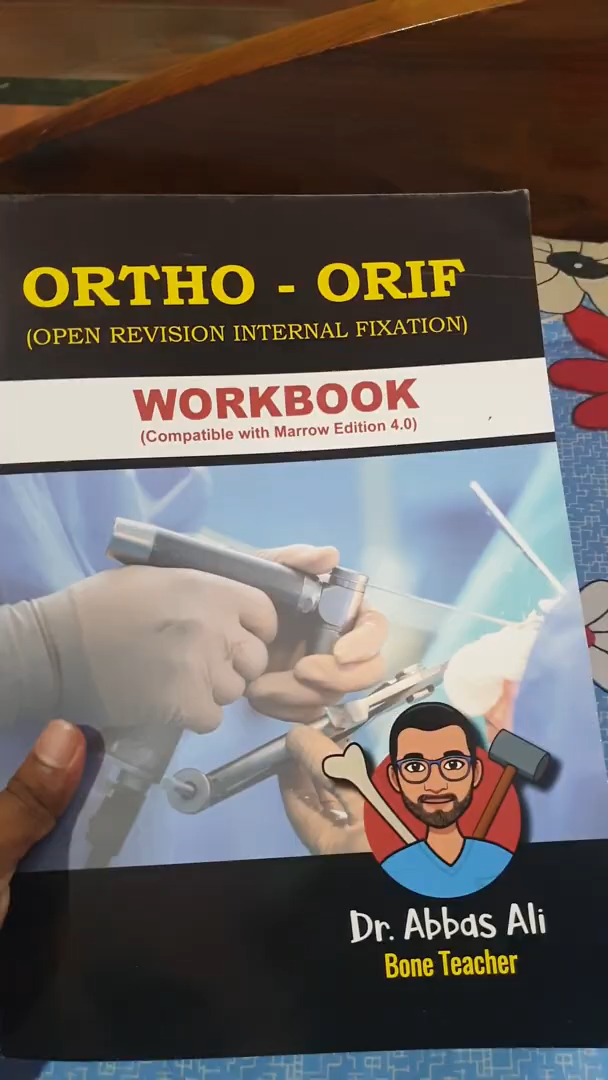 ORTHO - ORIF
(OPEN REVISION INTERNAL FIXATION)
WORKBOOK
(Compatible with Marrow Edition 4.0)
Dr. Abbas Ali
Bone Teacher